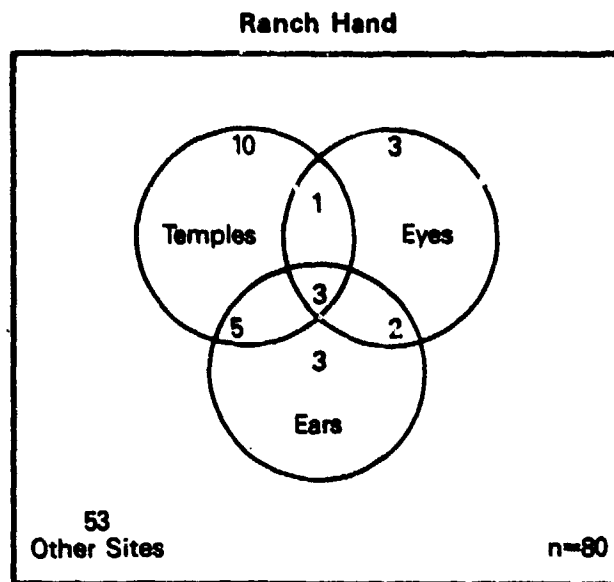 Ranch Hand
10
3
1
Temples
Eyes
3
5
2
3
Ears
53
Other Sites
n=80